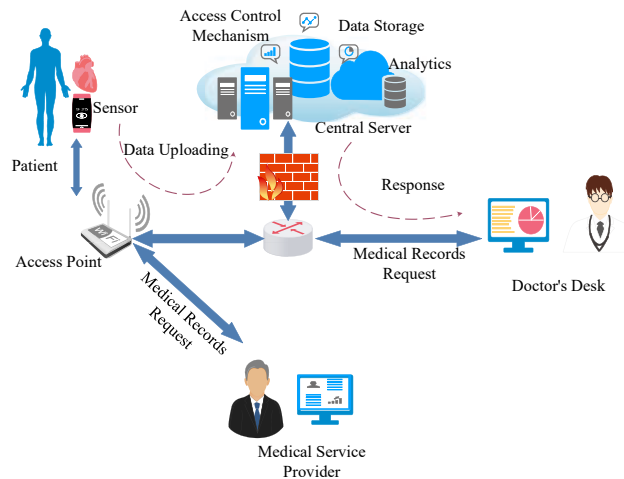 Access Control
Mechanism
Data Storage
Analytics
Sensor
Central Server
Data Uploading
Patient
Response
WiFi
Access Point
Medical Records
Request
Doctor's Desk
Medical Records
Request
Medical Service
Provider